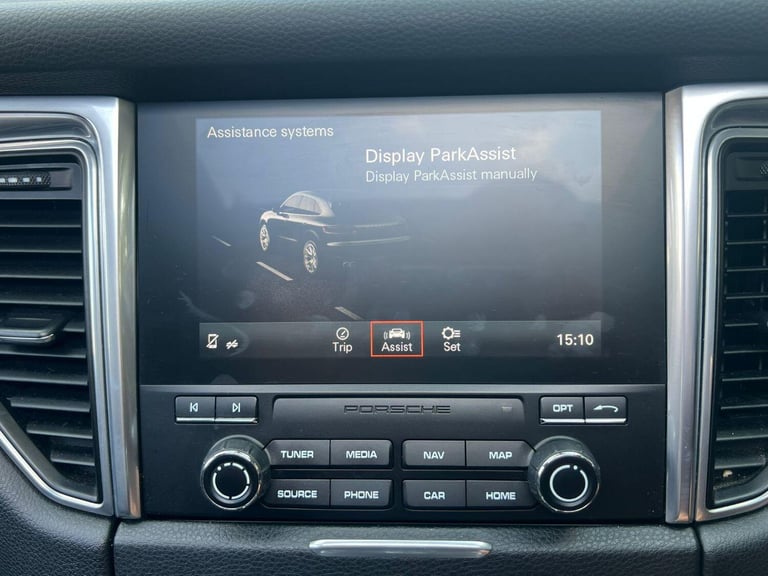 Assistance systems
Display ParkAssist
Display ParkAssist manually
Trip
Assist
Set
15:10
PORSCHE
OPT
TUNER
MEDIA
NAV
MAP
SOURCE
PHONE
CAR
HOME